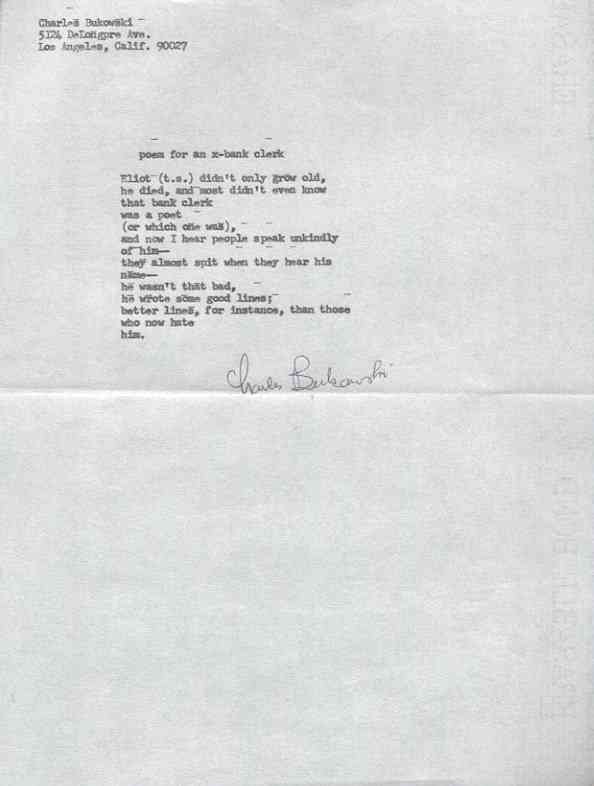 Charles Bukowski
5124 DeLongpre Ave.
Los Angeles, Calif. 90027
poem for an x-bank clerk
Eliot (t.s.) didn't only grow old,
he died, and most didn't even know
that bank clerk
was a poet
(or which one was),
and now I hear people speak unkindly
of him—
they almost spit when they hear his
name—
he wasn't that bad,
he wrote some good lines;
better lines, for instance, than those
who now hate
him.
Charles Bukowski